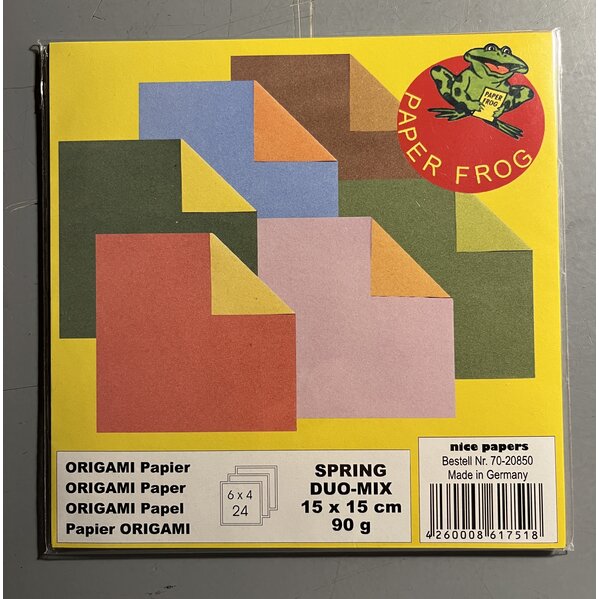 PAPER
FROG
PAPER FROG
ORIGAMI Papier
ORIGAMI Paper
ORIGAMI Papel
Papier ORIGAMI
6 x 4
24
SPRING
DUO-MIX
15 x 15 cm
90 g
nice papers
Bestell Nr. 70-20850
Made in Germany
4 260008 617518